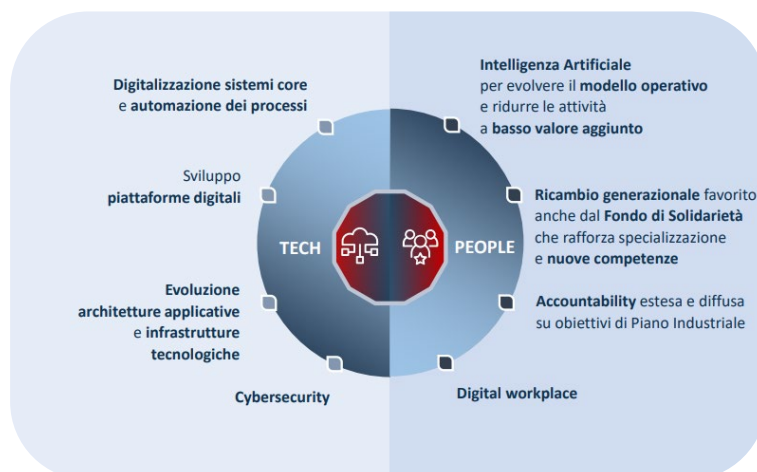 Digitalizzazione sistemi core
e automazione dei processi
Sviluppo
piattaforme digitali
Evoluzione
architetture applicative
e infrastrutture
tecnologiche
Cybersecurity
TECH
PEOPLE
Intelligenza Artificiale
per evolvere il modello operativo
e ridurre le attività
a basso valore aggiunto
Ricambio generazionale favorito
anche dal Fondo di Solidarietà
che rafforza specializzazione
e nuove competenze
Accountability estesa e diffusa
su obiettivi di Piano Industriale
Digital workplace